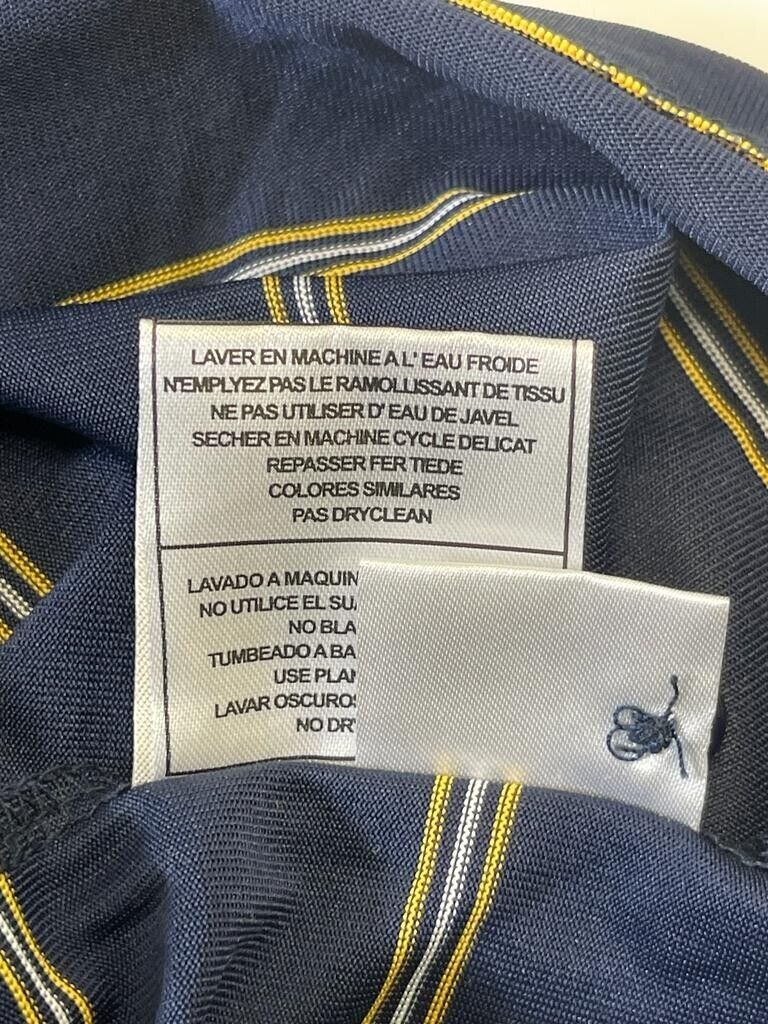 LAVER EN MACHINE A L' EAU FROIDE
N'EMPLYEZ PAS LE RAMOLLISSANT DE TISSU
NE PAS UTILISER D' EAU DE JAVEL
SECHER EN MACHINE CYCLE DELICAT
REPASSER FER TIEDE
COLORES SIMILARES
PAS DRYCLEAN
LAVADO A MAQUIN
NO UTILICE EL SU
NO BLA
TUMBEADO A BA
USE PLAN
LAVAR OSCUROS
NO DRY